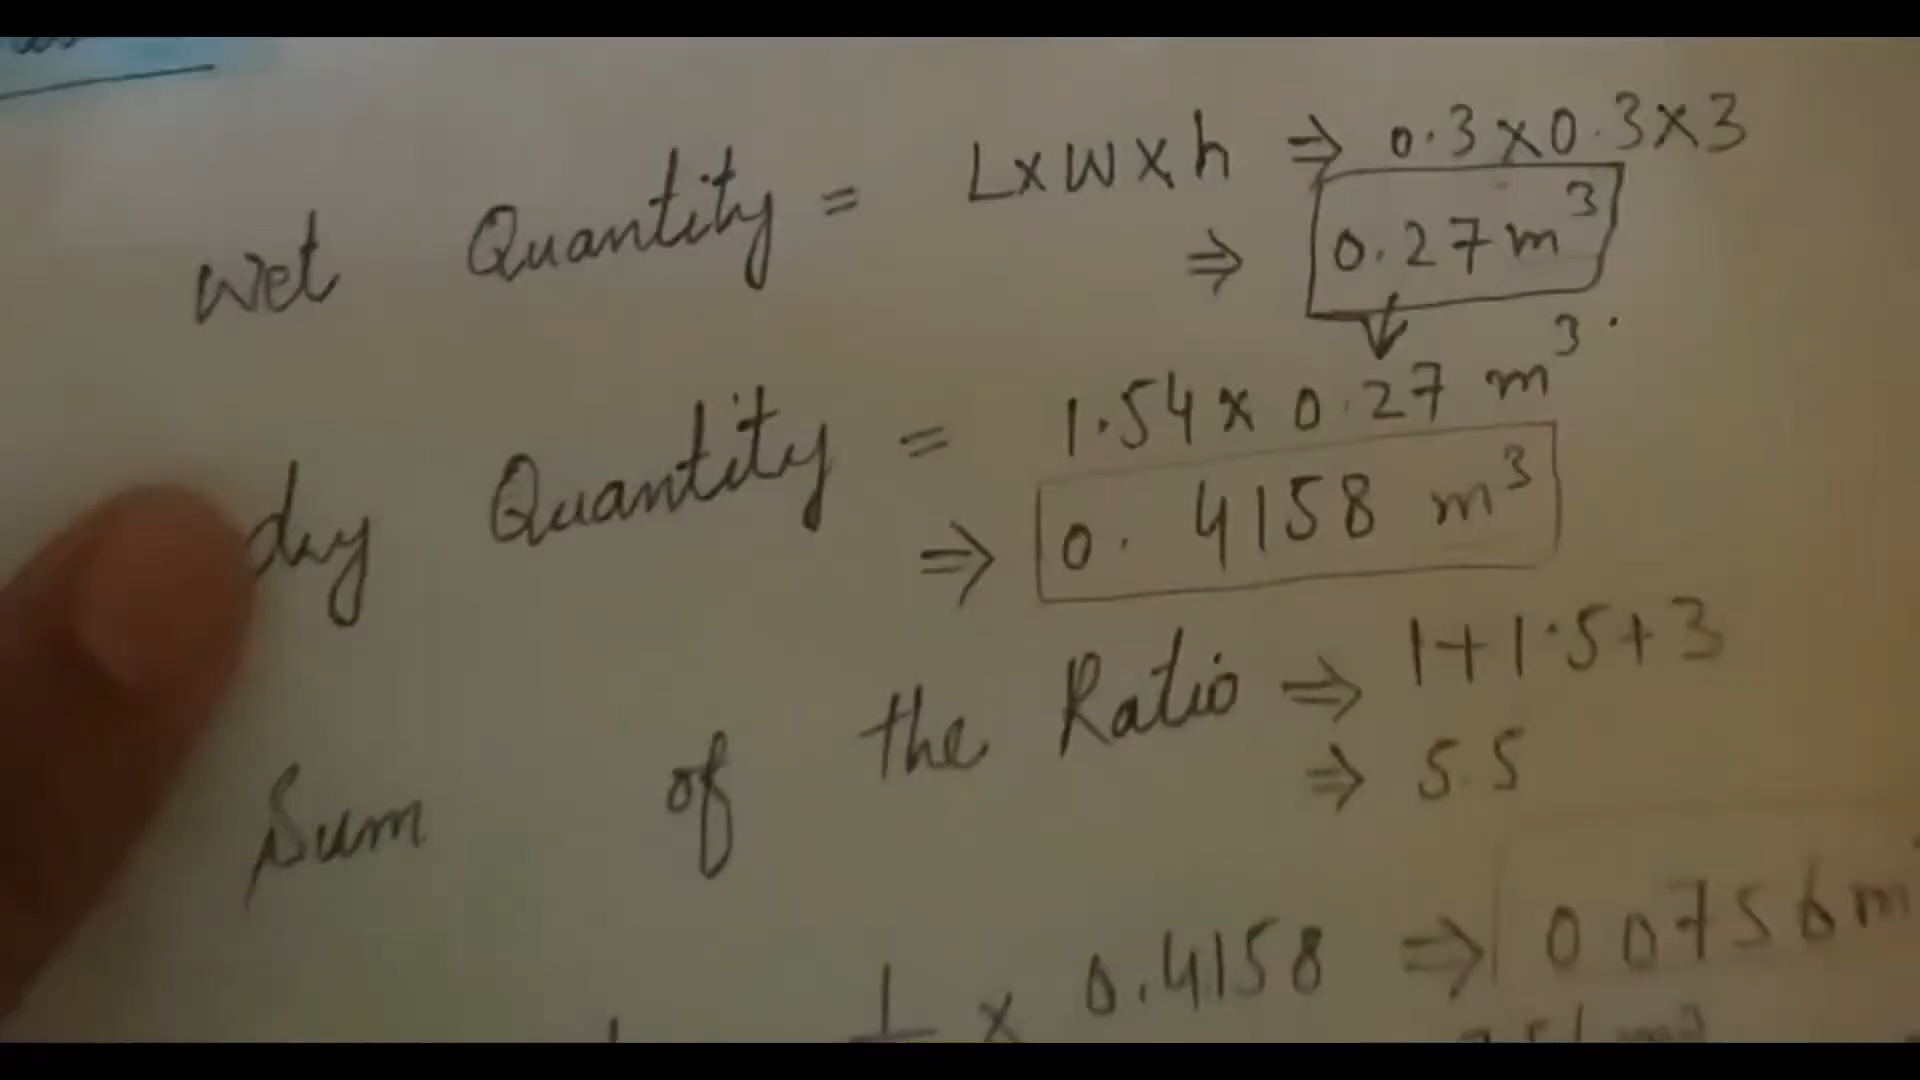 Wet Quantity = L×W×h ⇒ 0.3×0.3×3
⇒ 0.27 m³
dry Quantity = 1.54 × 0.27 m³.
⇒ 0.4158 m³
Sum of the Ratio ⇒ 1+1.5+3
⇒ 5.5
1 × 0.4158 ⇒ 0.0756 m